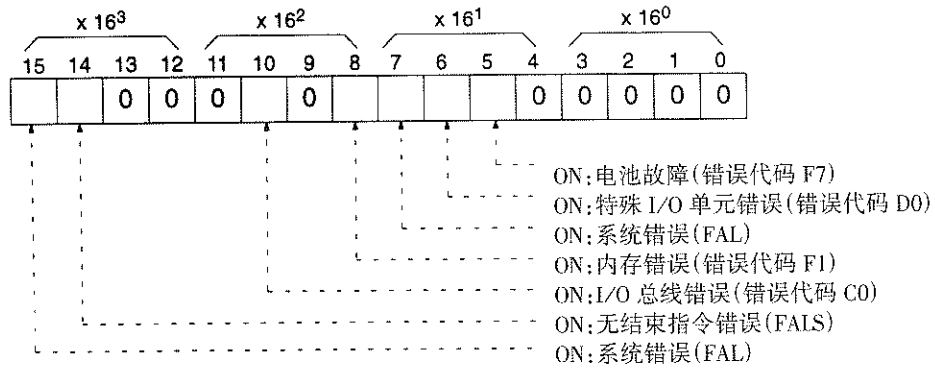 x 16³ x 16² x 16¹ x 16⁰
15 14 13 12 11 10 9 8 7 6 5 4 3 2 1 0
0 0 0 0 0 0 0 0 0
ON:电池故障(错误代码 F7)
ON:特殊 I/O 单元错误(错误代码 D0)
ON:系统错误(FAL)
ON:内存错误(错误代码 F1)
ON:I/O 总线错误(错误代码 C0)
ON:无结束指令错误(FALS)
ON:系统错误(FAL)